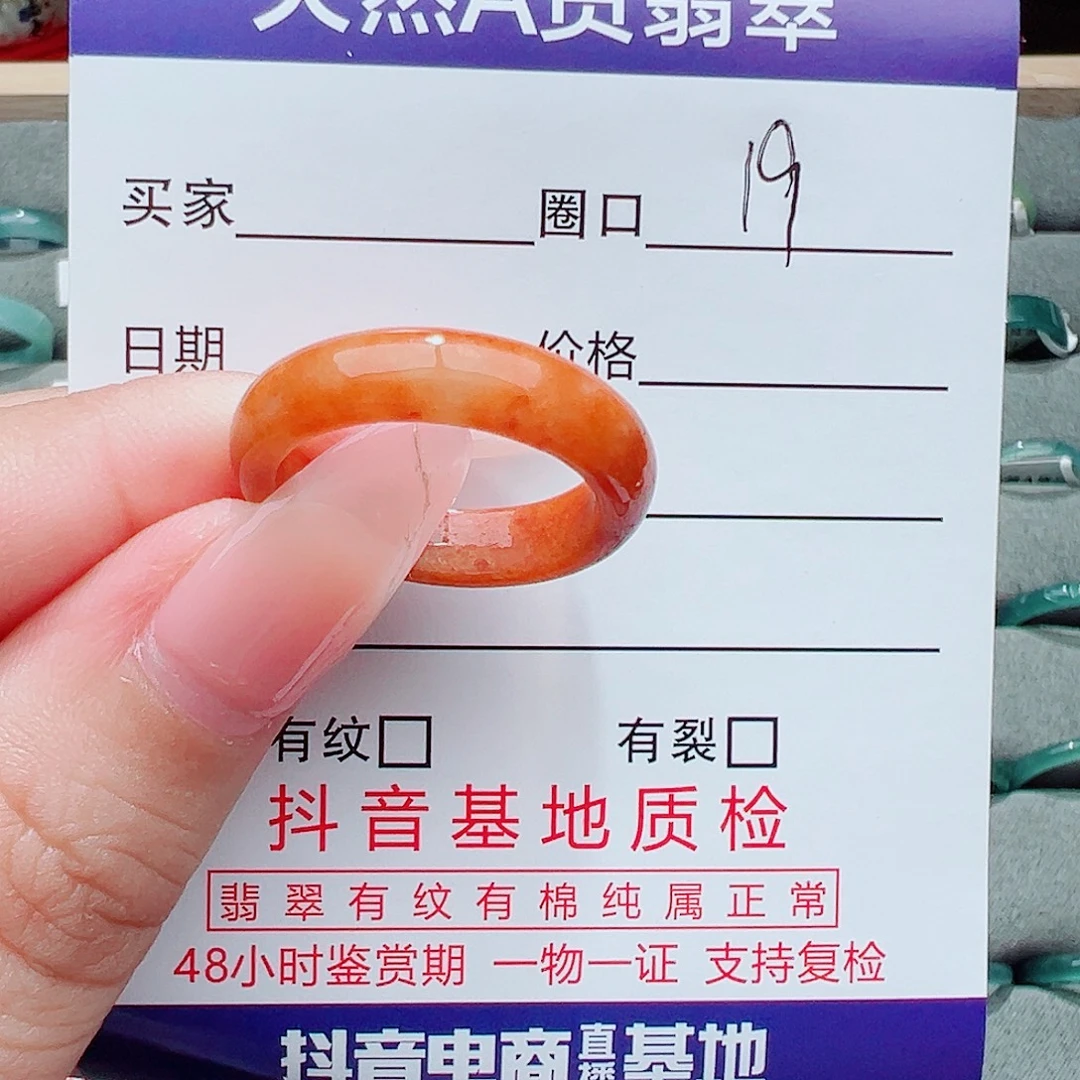 天然A货翡翠
买家 圈口 19
日期 价格
有纹□ 有裂□
抖音基地质检
翡翠有纹有棉纯属正常
48小时鉴赏期 一物一证 支持复检
抖音电商直播基地